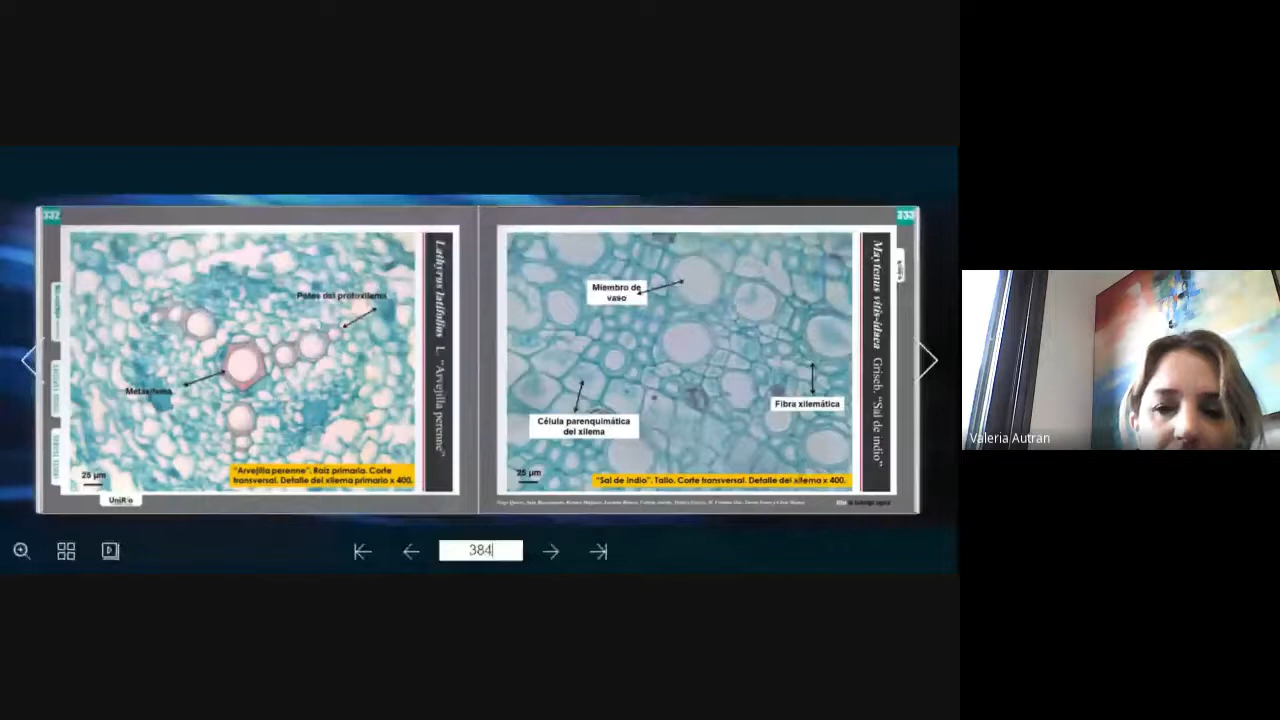 332
Polos del protoxilema
Metaxilema
25 µm
"Arvejilla perenne". Raíz primaria. Corte
transversal. Detalle del xilema primario x 400.
Lathyrus latifolius L. "Arvejilla perenne"
UniRío
333
Miembro de
vaso
Célula parenquimática
del xilema
Fibra xilemática
25 µm
"Sal de indio". Tallo. Corte transversal. Detalle del xilema x 400.
Maytenus vitis-idaea Griseb. "Sal de indio"
384
Valeria Autran